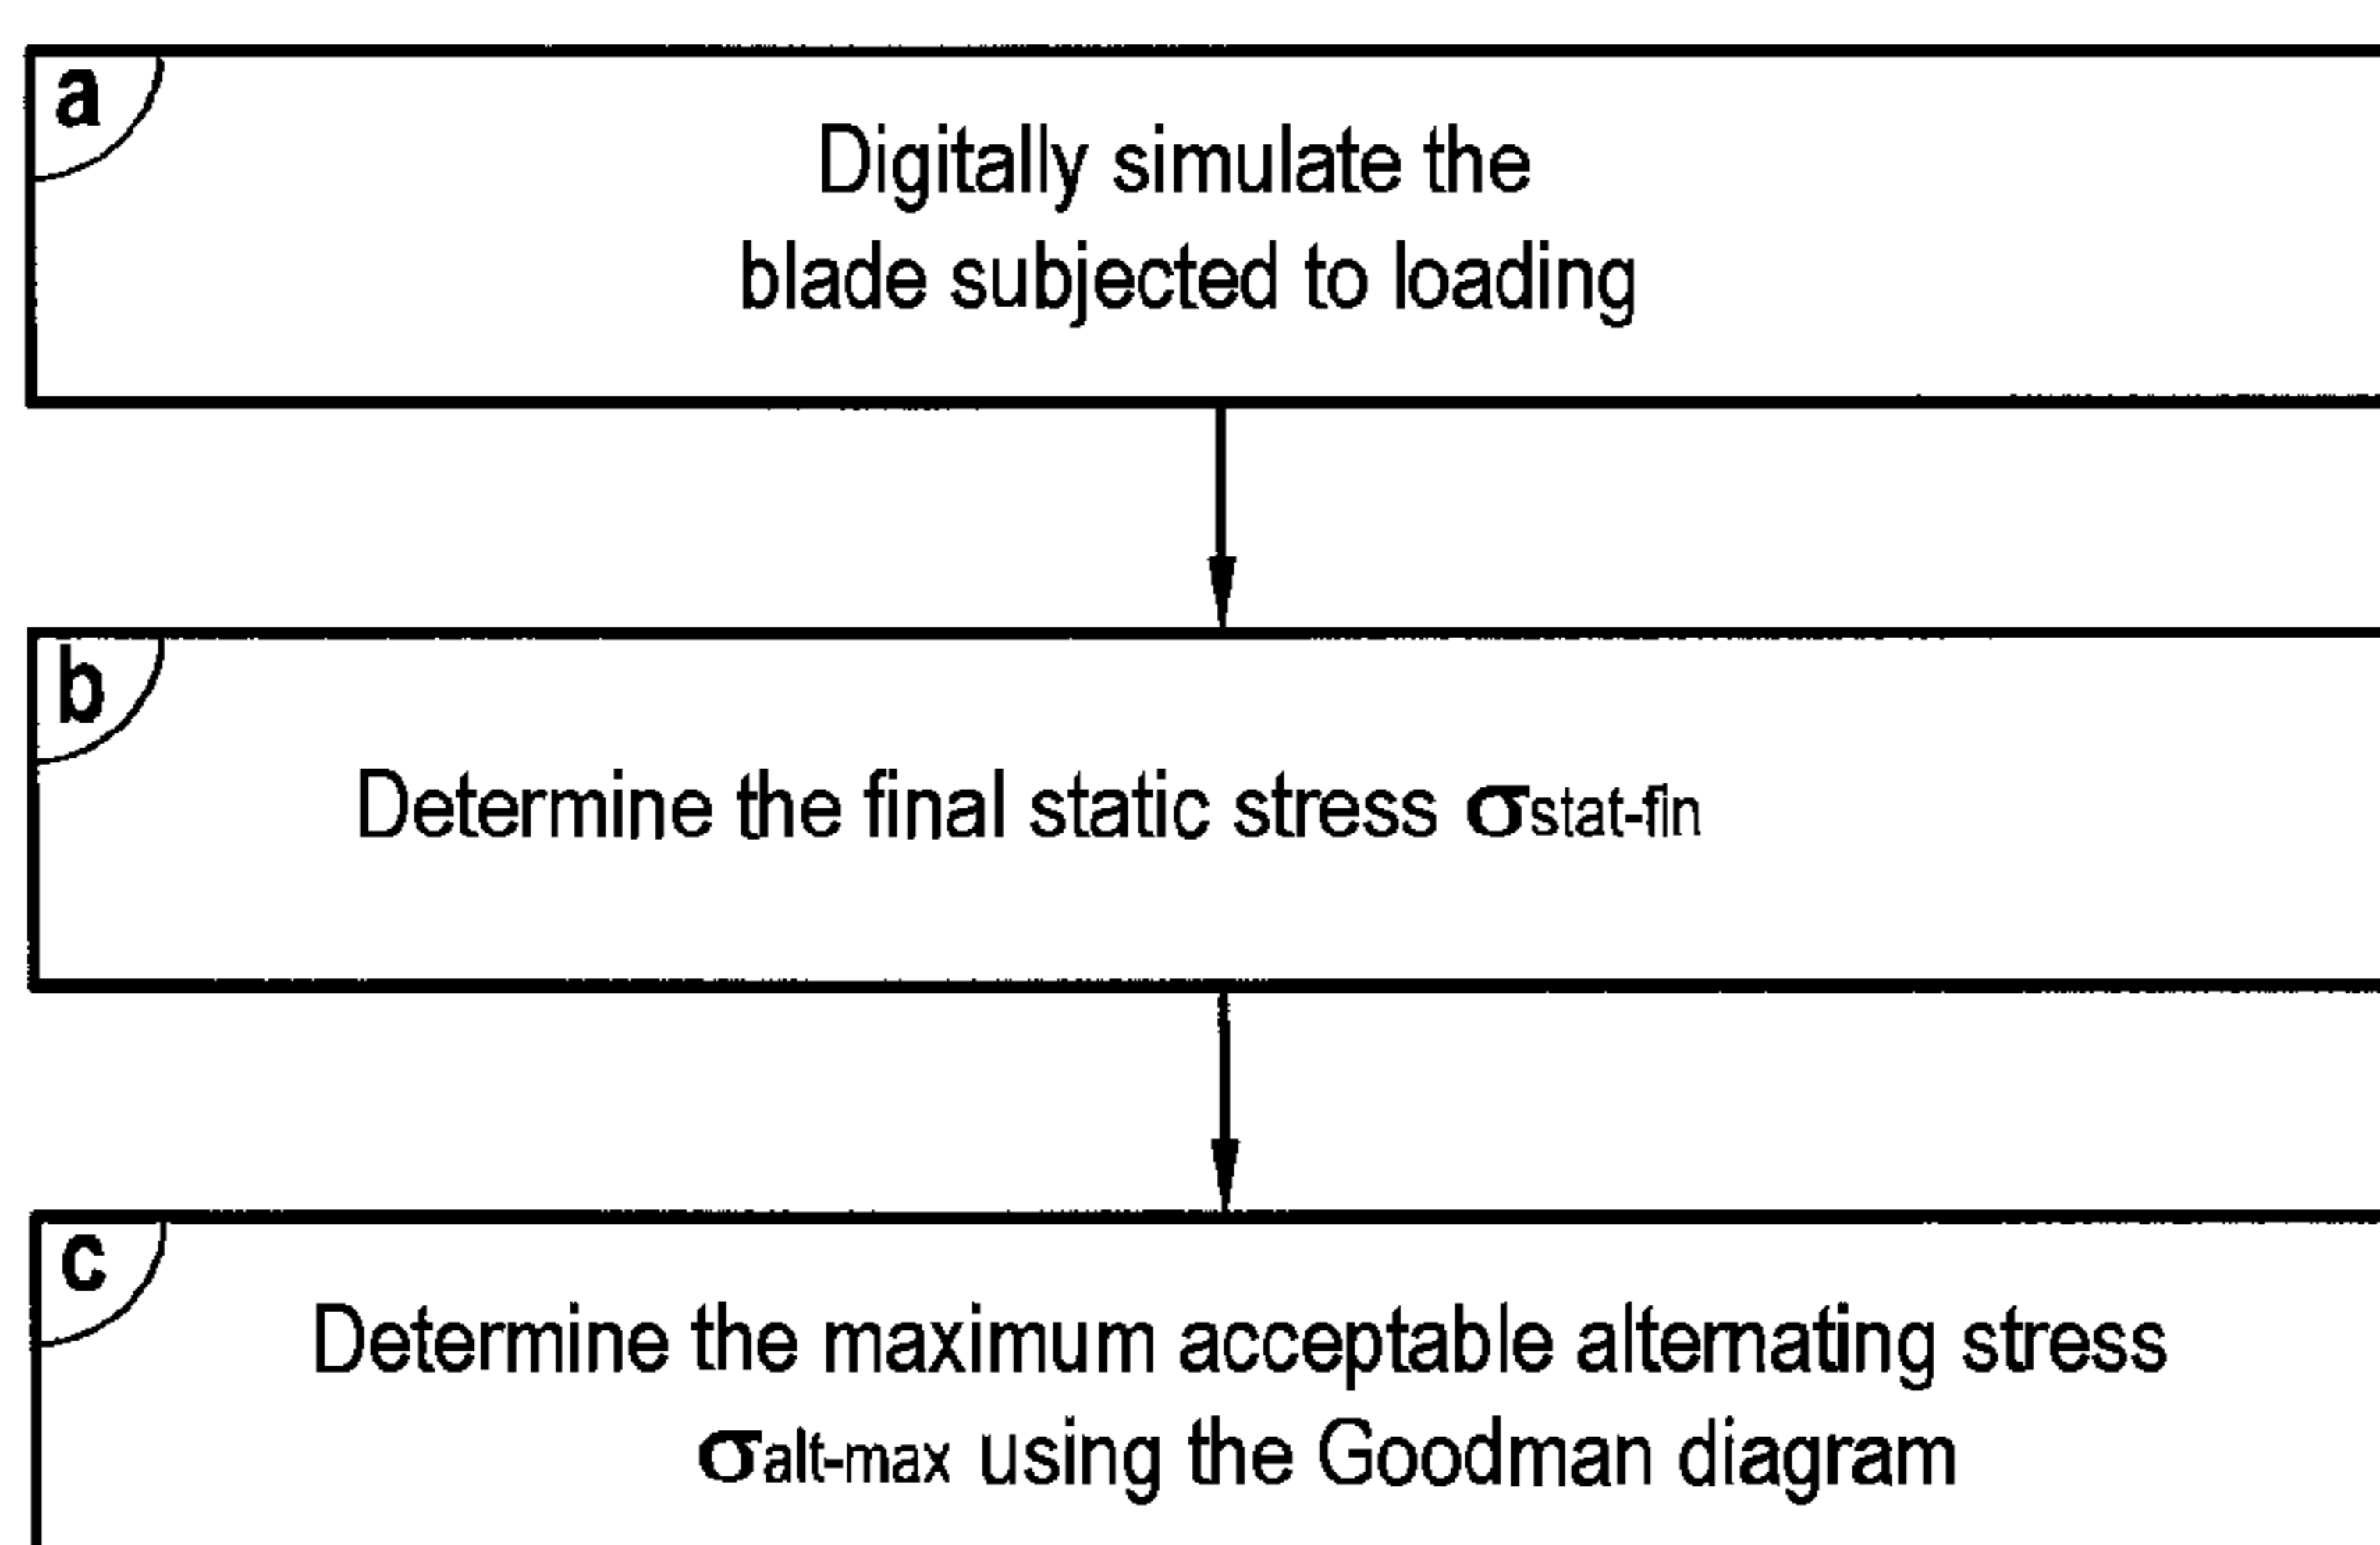 a
Digitally simulate the
blade subjected to loading
b
Determine the final static stress σstat-fin
c
Determine the maximum acceptable alternating stress
σalt-max using the Goodman diagram